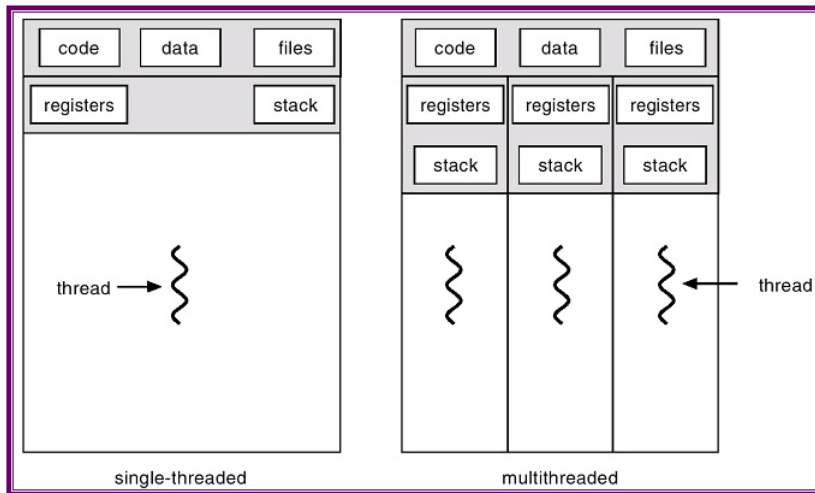 code data files
registers stack
thread
single-threaded
code data files
registers registers registers
stack stack stack
thread
multithreaded